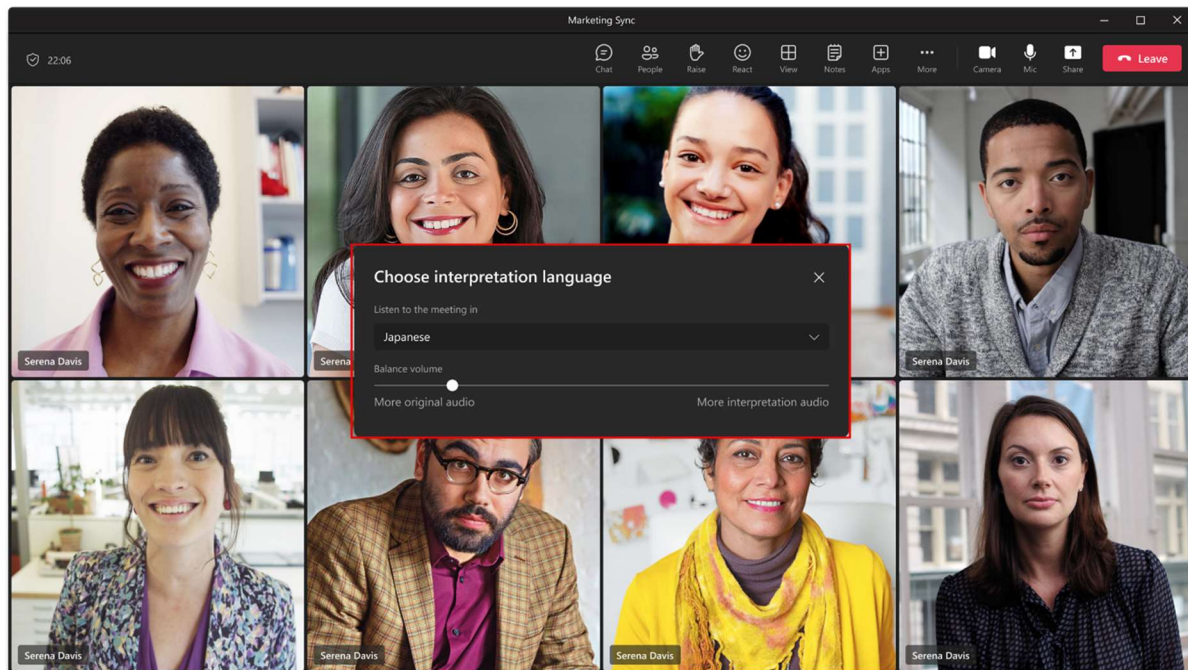 Marketing Sync
22:06
Chat
People
Raise
React
View
Notes
Apps
More
Camera
Mic
Share
Leave
Serena Davis
Serena
Serena Davis
Choose interpretation language
Listen to the meeting in
Japanese
Balance volume
More original audio
More interpretation audio
Serena Davis
Serena Davis
Serena Davis
Serena Davis